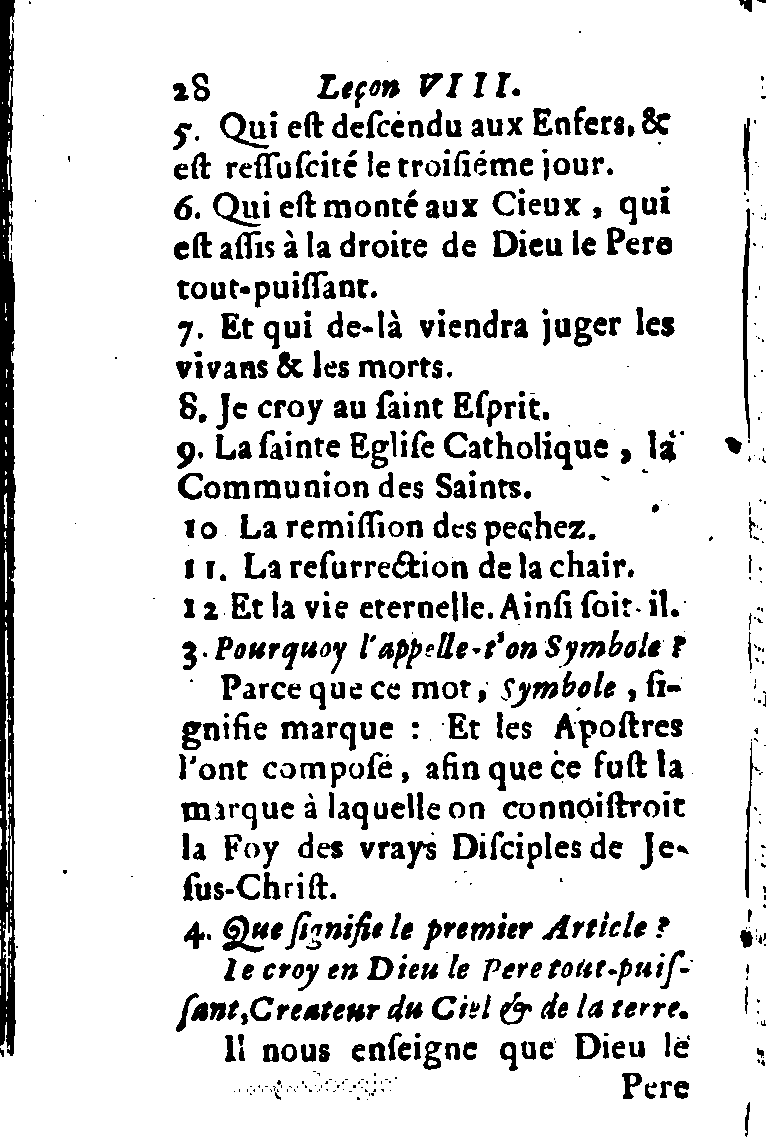 28 Leçon VIII.
5. Qui eſt deſcendu aux Enfers, &
eſt reſſuſcité le troiſiéme jour.
6. Qui eſt monté aux Cieux, qui
eſt aſſis à la droite de Dieu le Pere
tout-puiſſant.
7. Et qui de-là viendra juger les
vivans & les morts.
8. Je croy au ſaint Eſprit.
9. La ſainte Egliſe Catholique, la
Communion des Saints.
10 La remiſſion des pechez.
11. La reſurrection de la chair.
12 Et la vie eternelle. Ainſi ſoit-il.
3. Pourquoy l'appelle-t'on Symbole ?
Parce que ce mot, Symbole, ſi-
gnifie marque : Et les Apoſtres
l'ont compoſé, afin que ce fuſt la
marque à laquelle on connoiſtroit
la Foy des vrays Diſciples de Je-
ſus-Chriſt.
4. Que ſignifie le premier Article ?
Ie croy en Dieu le Pere tout-puiſ-
ſant, Createur du Ciel & de la terre.
Il nous enſeigne que Dieu le
Pere